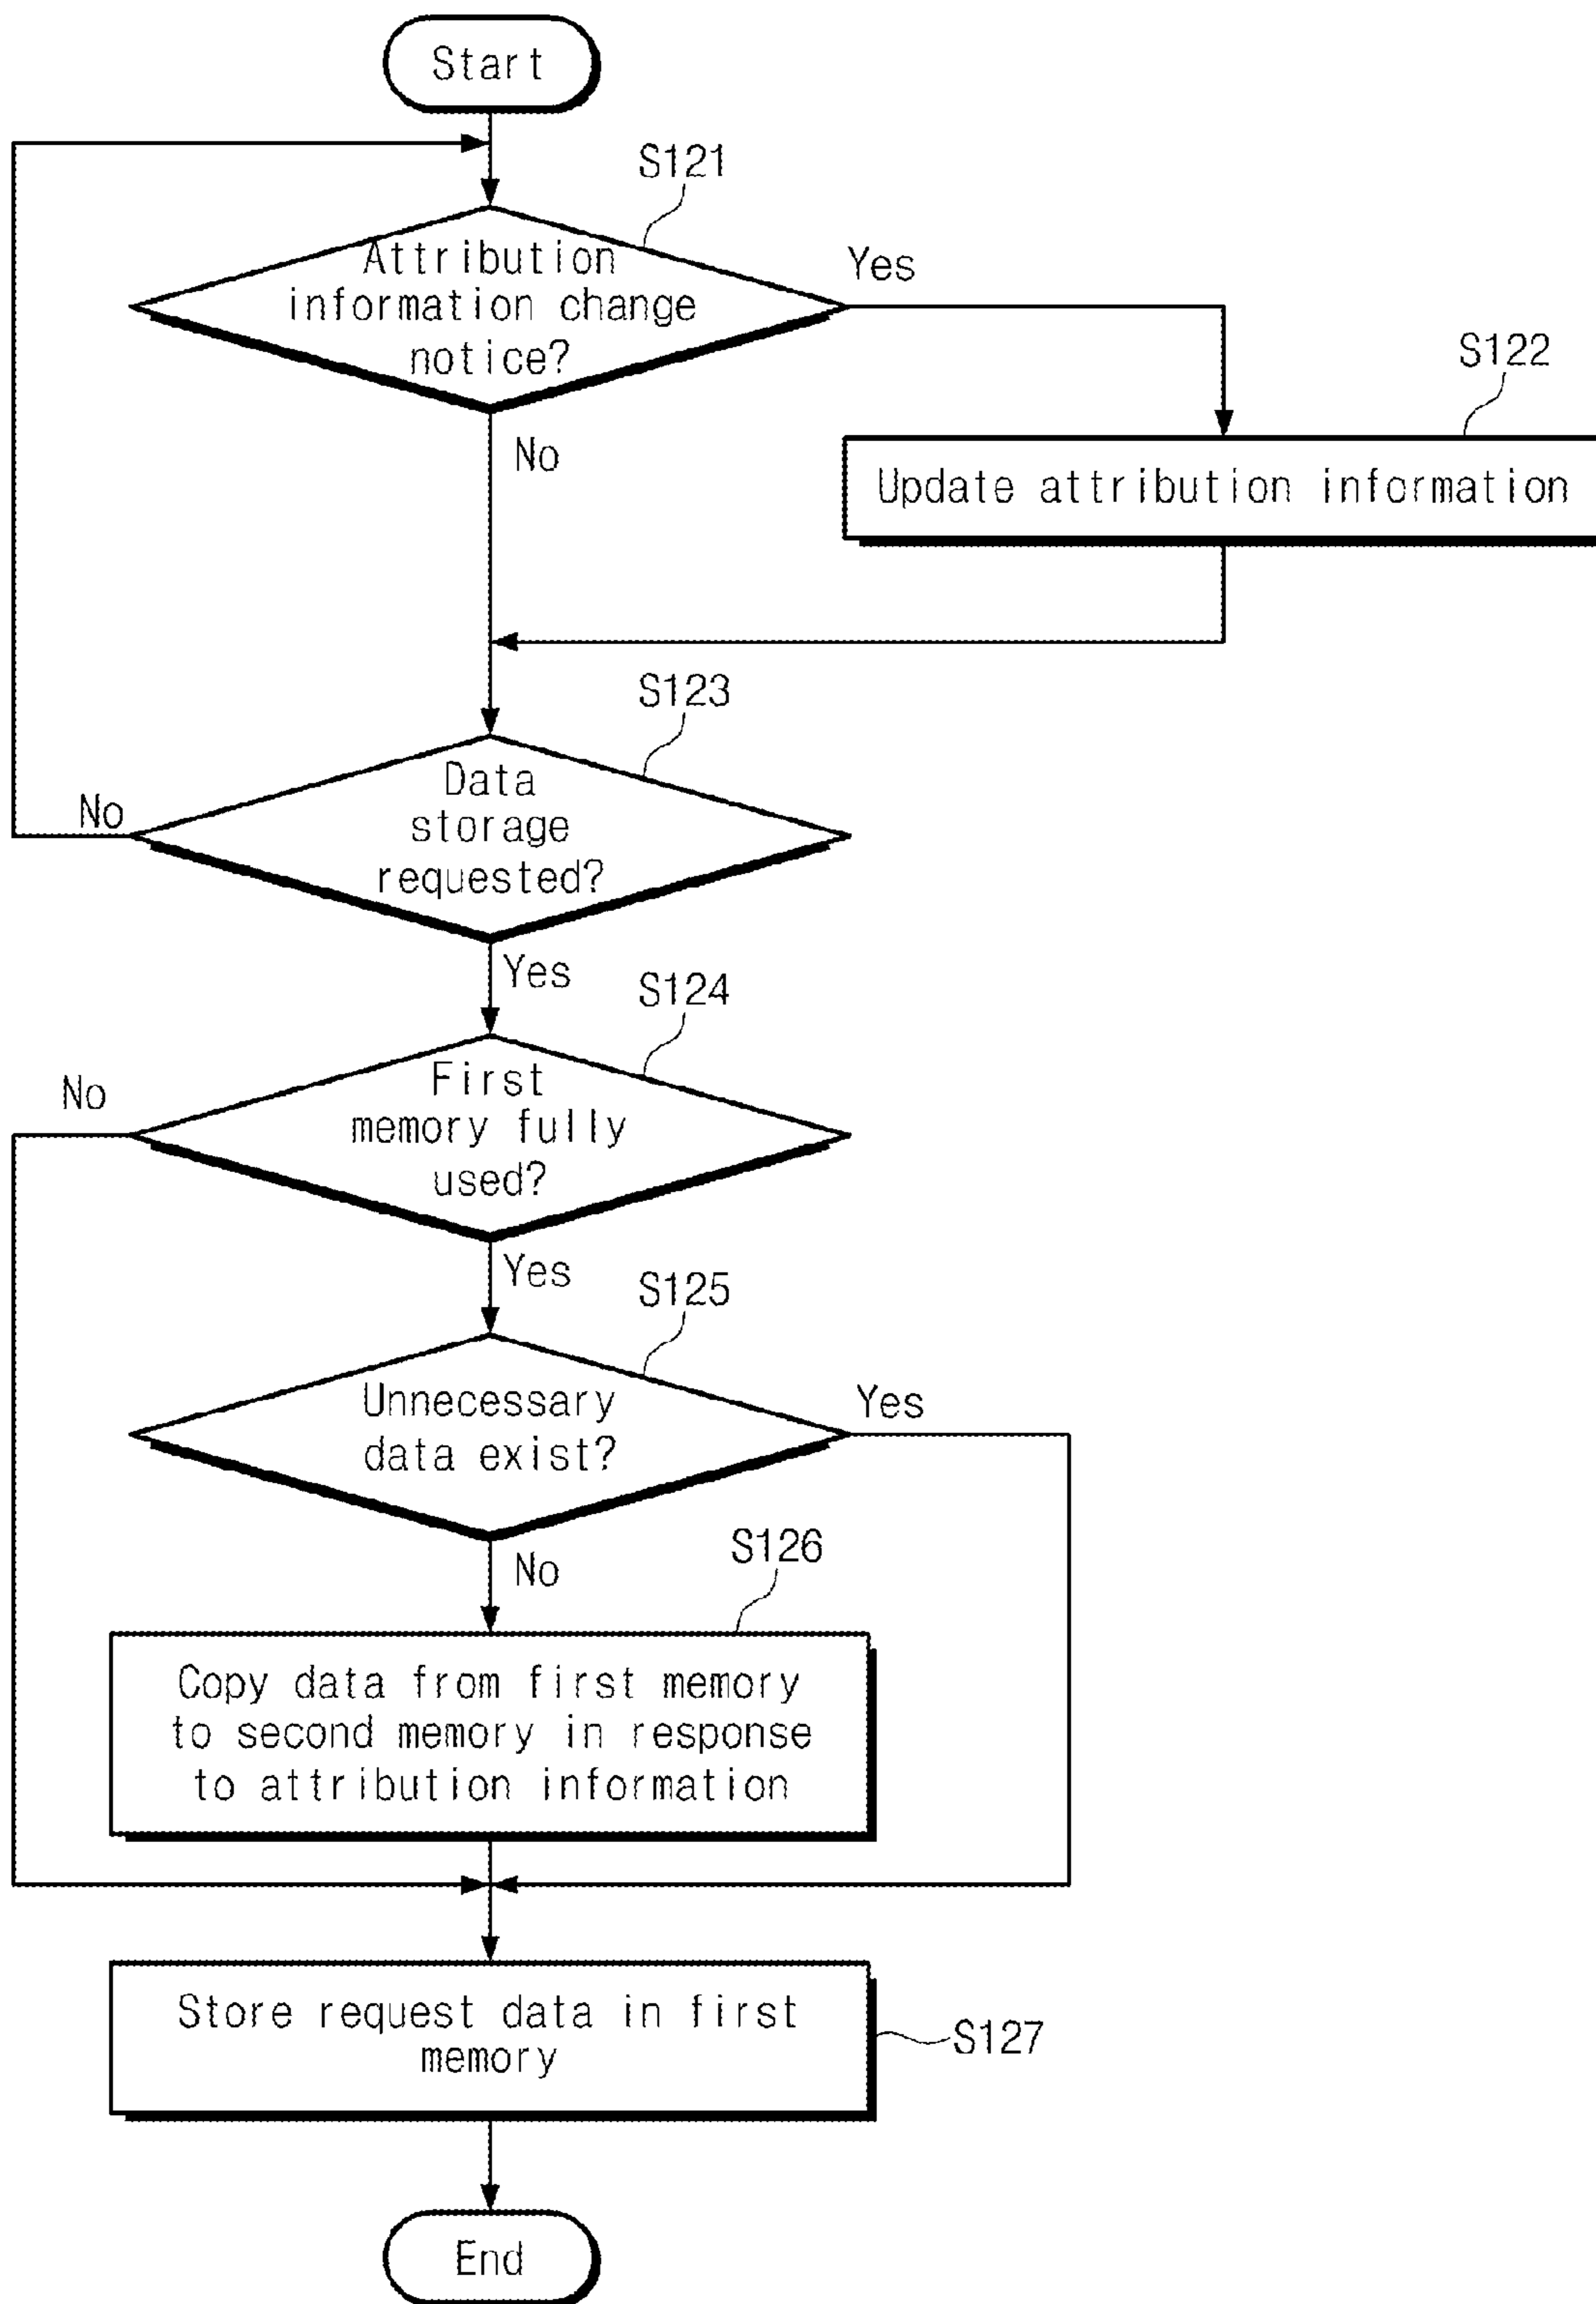 Start
S121
Attribution
information change
notice?
Yes
No
S122
Update attribution information
S123
Data
storage
requested?
No
Yes
S124
First
memory fully
used?
No
Yes
S125
Unnecessary
data exist?
Yes
No
S126
Copy data from first memory
to second memory in response
to attribution information
Store request data in first
memory
S127
End